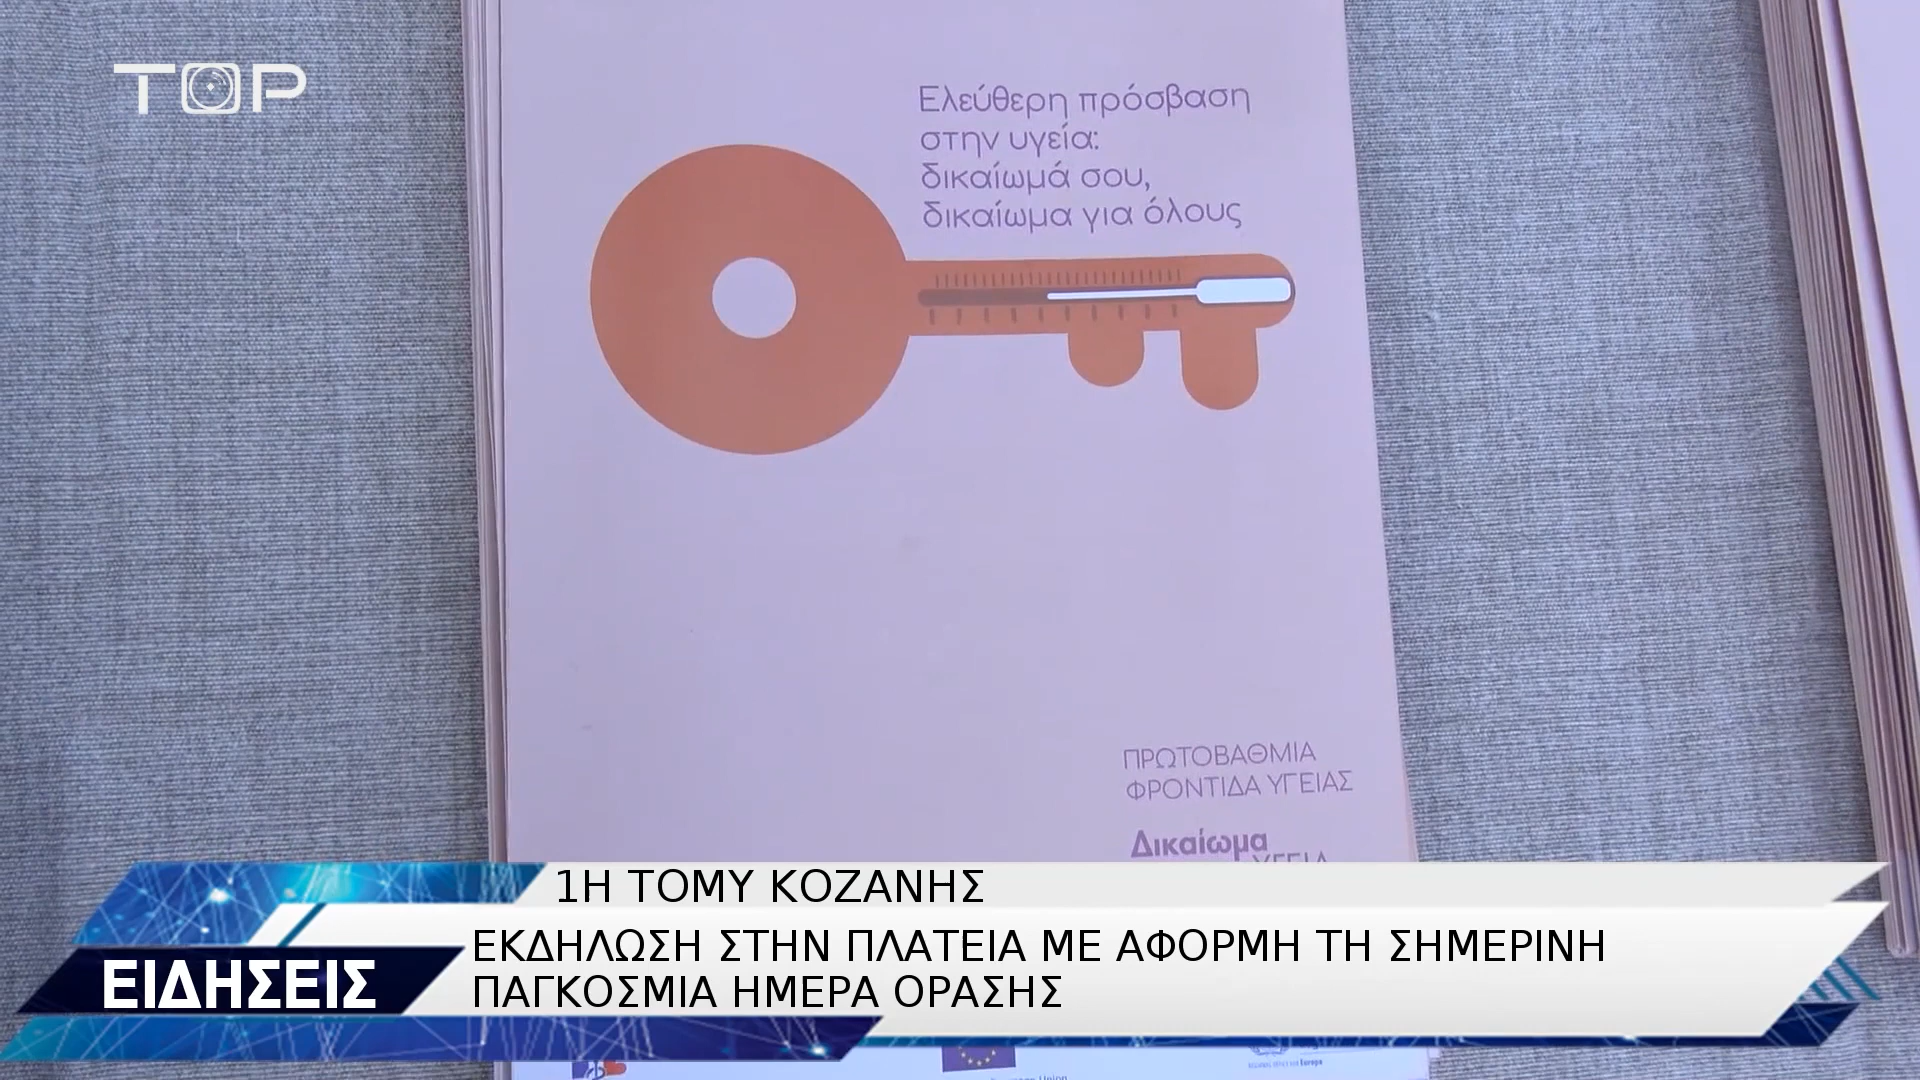 TOP
Ελεύθερη πρόσβαση
στην υγεία:
δικαίωμά σου,
δικαίωμα για όλους
ΠΡΩΤΟΒΑΘΜΙΑ
ΦΡΟΝΤΙΔΑ ΥΓΕΙΑΣ
Δικαίωμα
1Η ΤΟΜΥ ΚΟΖΑΝΗΣ
ΕΚΔΗΛΩΣΗ ΣΤΗΝ ΠΛΑΤΕΙΑ ΜΕ ΑΦΟΡΜΗ ΤΗ ΣΗΜΕΡΙΝΗ
ΠΑΓΚΟΣΜΙΑ ΗΜΕΡΑ ΟΡΑΣΗΣ
ΕΙΔΗΣΕΙΣ